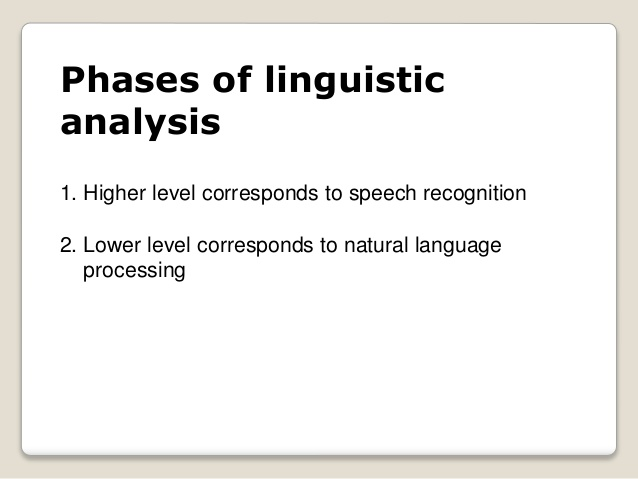 Phases of linguistic
analysis
1. Higher level corresponds to speech recognition
2. Lower level corresponds to natural language
processing